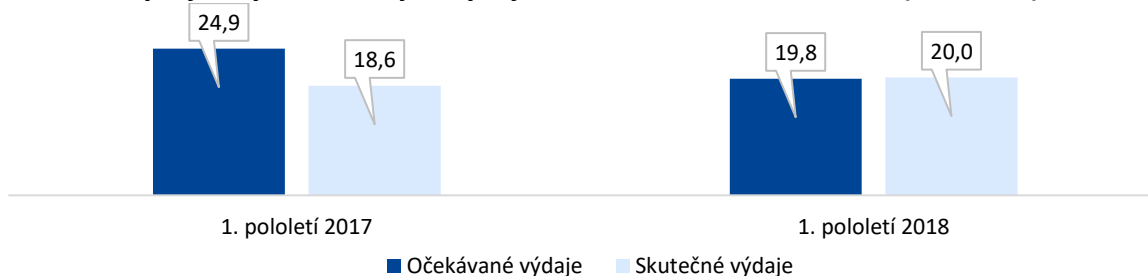 24,9
18,6
19,8
20,0
1. pololetí 2017
1. pololetí 2018
Očekávané výdaje
Skutečné výdaje